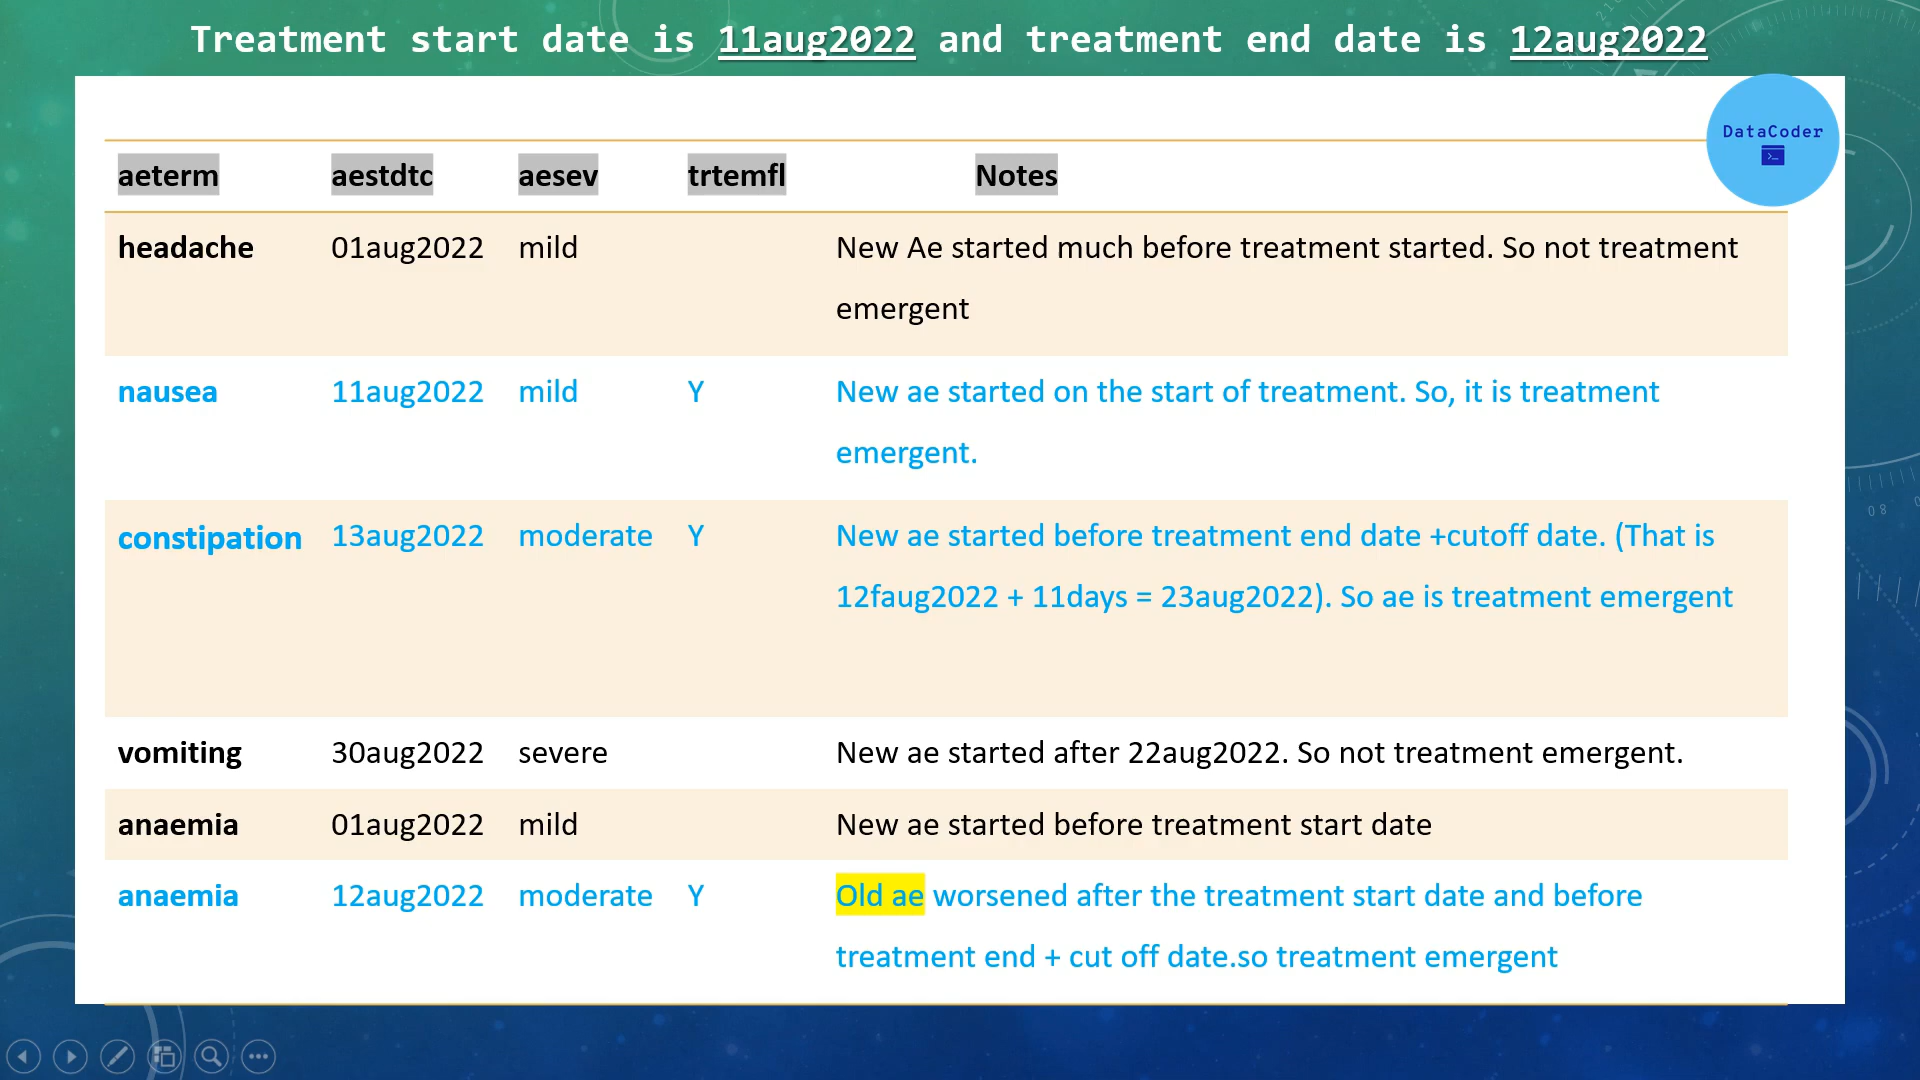 Treatment start date is 11aug2022 and treatment end date is 12aug2022
DataCoder
aeterm aestdtc aesev trtemfl Notes
headache 01aug2022 mild New Ae started much before treatment started. So not treatment
emergent
nausea 11aug2022 mild Y New ae started on the start of treatment. So, it is treatment
emergent.
constipation 13aug2022 moderate Y New ae started before treatment end date +cutoff date. (That is
12faug2022 + 11days = 23aug2022). So ae is treatment emergent
vomiting 30aug2022 severe New ae started after 22aug2022. So not treatment emergent.
anaemia 01aug2022 mild New ae started before treatment start date
anaemia 12aug2022 moderate Y Old ae worsened after the treatment start date and before
treatment end + cut off date.so treatment emergent